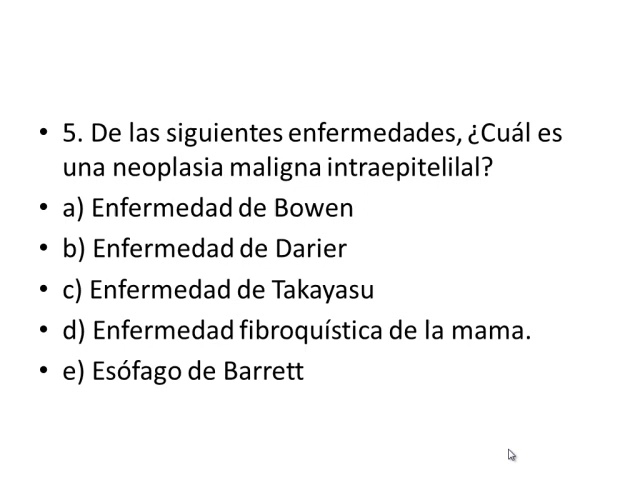 • 5. De las siguientes enfermedades, ¿Cuál es
una neoplasia maligna intraepitelilal?
• a) Enfermedad de Bowen
• b) Enfermedad de Darier
• c) Enfermedad de Takayasu
• d) Enfermedad fibroquística de la mama.
• e) Esófago de Barrett